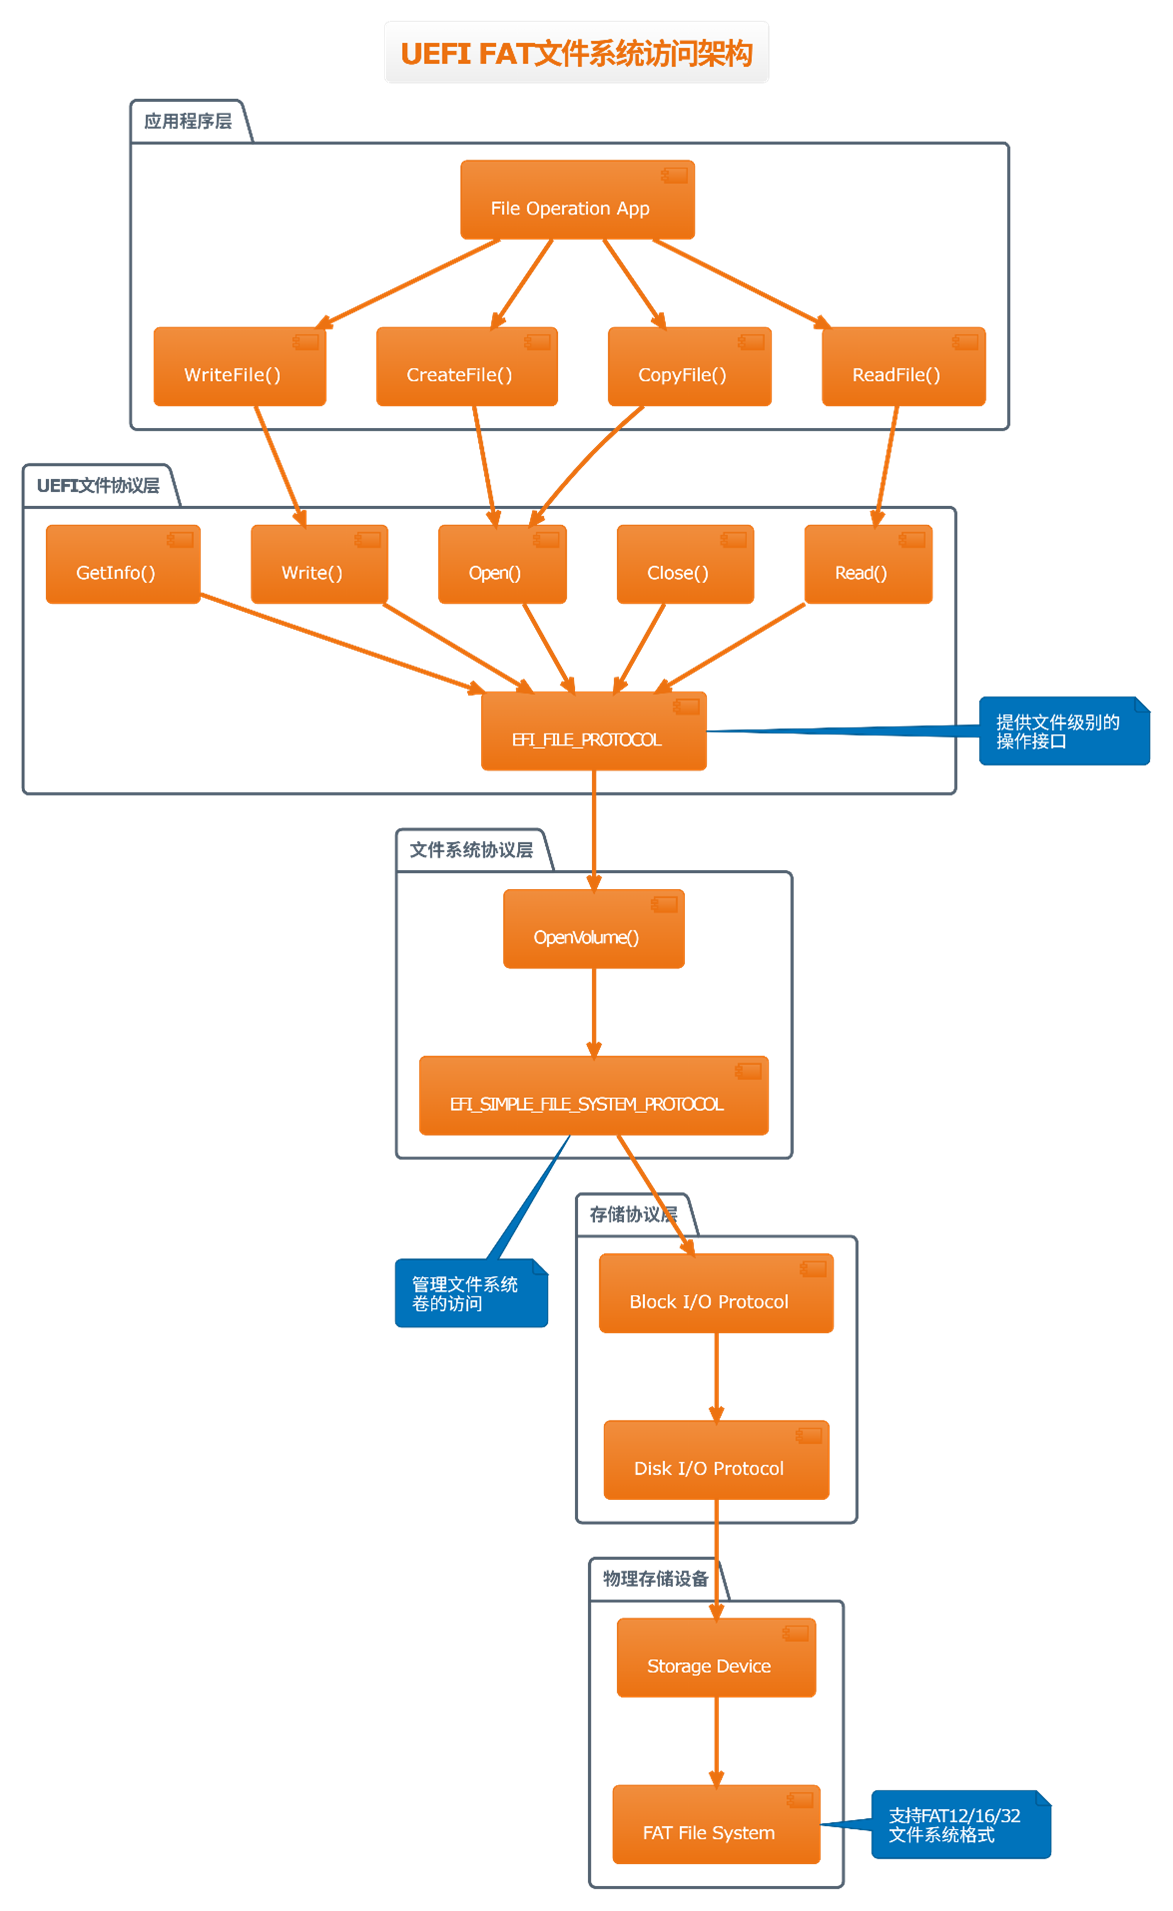 UEFI FAT文件系统访问架构
应用程序层
File Operation App
WriteFile()
CreateFile()
CopyFile()
ReadFile()
UEFI文件协议层
GetInfo()
Write()
Open()
Close()
Read()
EFI_FILE_PROTOCOL
提供文件级别的
操作接口
文件系统协议层
OpenVolume()
EFI_SIMPLE_FILE_SYSTEM_PROTOCOL
管理文件系统
卷的访问
存储协议层
Block I/O Protocol
Disk I/O Protocol
物理存储设备
Storage Device
FAT File System
支持FAT12/16/32
文件系统格式